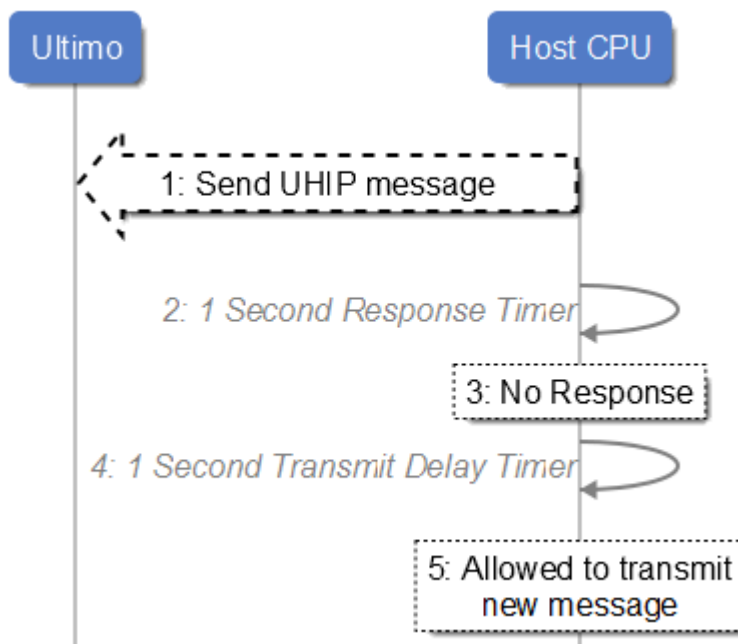 Ultimo
Host CPU
1: Send UHIP message
2: 1 Second Response Timer
3: No Response
4: 1 Second Transmit Delay Timer
5: Allowed to transmit
new message